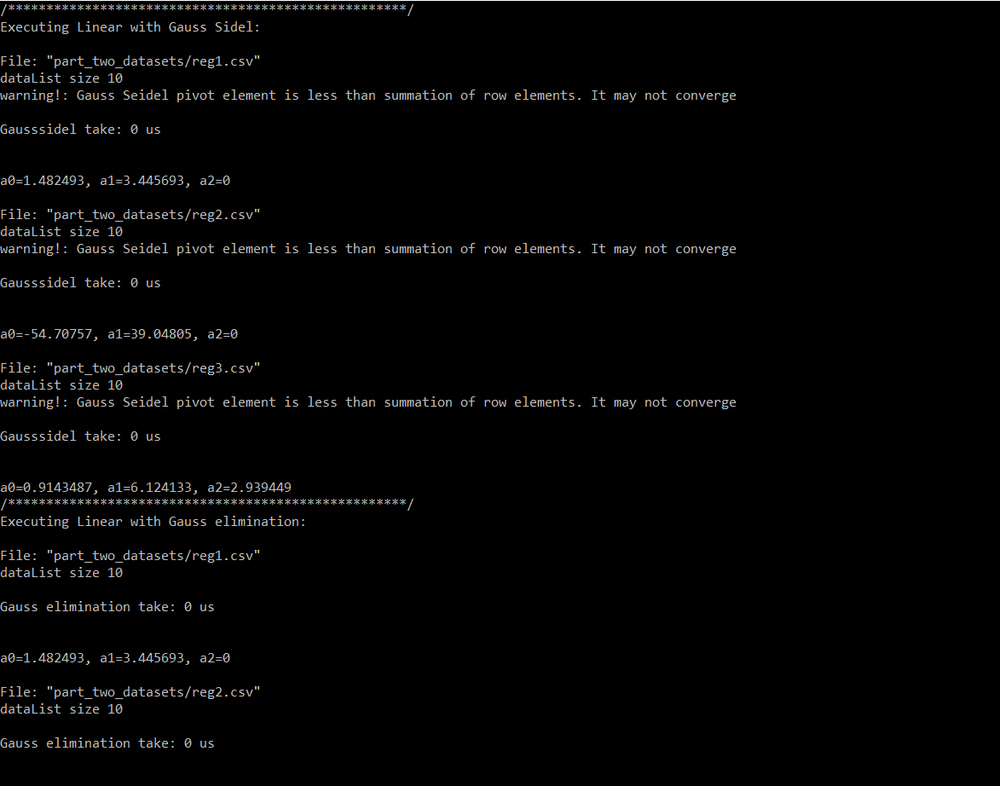 /****************************************************/
Executing Linear with Gauss Sidel:
File: "part_two_datasets/reg1.csv"
dataList size 10
warning!: Gauss Seidel pivot element is less than summation of row elements. It may not converge
Gausssidel take: 0 us
a0=1.482493, a1=3.445693, a2=0
File: "part_two_datasets/reg2.csv"
dataList size 10
warning!: Gauss Seidel pivot element is less than summation of row elements. It may not converge
Gausssidel take: 0 us
a0=-54.70757, a1=39.04805, a2=0
File: "part_two_datasets/reg3.csv"
dataList size 10
warning!: Gauss Seidel pivot element is less than summation of row elements. It may not converge
Gausssidel take: 0 us
a0=0.9143487, a1=6.124133, a2=2.939449
/****************************************************/
Executing Linear with Gauss elimination:
File: "part_two_datasets/reg1.csv"
dataList size 10
Gauss elimination take: 0 us
a0=1.482493, a1=3.445693, a2=0
File: "part_two_datasets/reg2.csv"
dataList size 10
Gauss elimination take: 0 us